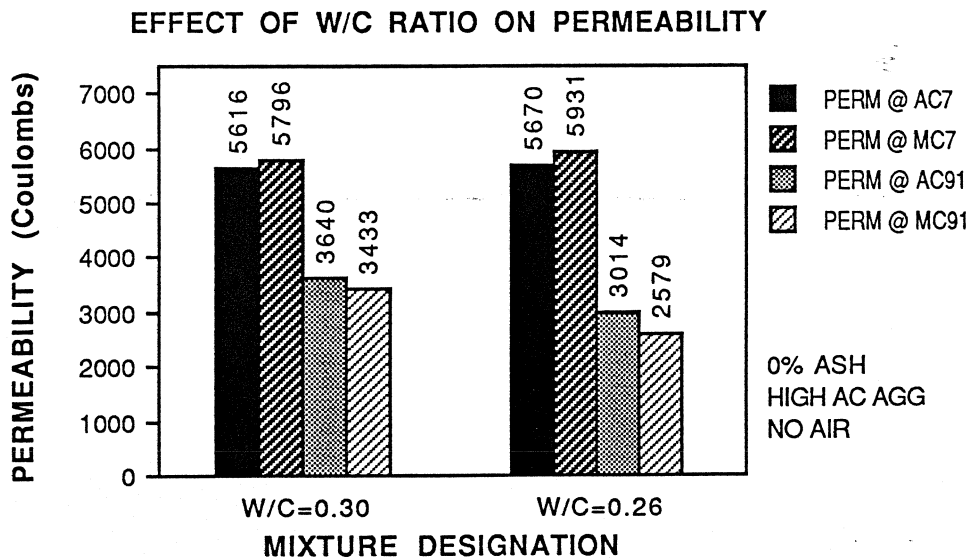 EFFECT OF W/C RATIO ON PERMEABILITY
PERMEABILITY (Coulombs)
7000
6000
5000
4000
3000
2000
1000
0
5616
5796
3640
3433
5670
5931
3014
2579
PERM @ AC7
PERM @ MC7
PERM @ AC91
PERM @ MC91
0% ASH
HIGH AC AGG
NO AIR
W/C=0.30
W/C=0.26
MIXTURE DESIGNATION